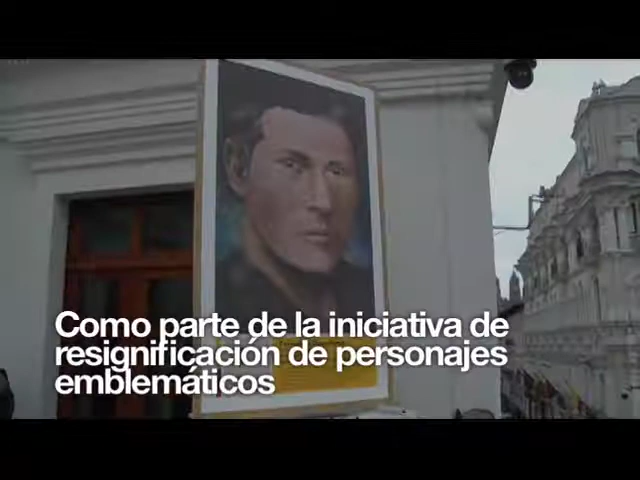 Como parte de la iniciativa de
resignificación de personajes
emblemáticos